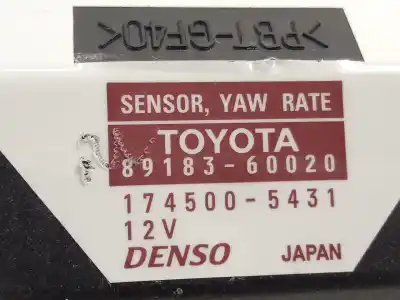 >PBT-GF40<
SENSOR, YAW RATE
TOYOTA
89183-60020
174500-5431
12V
DENSO JAPAN